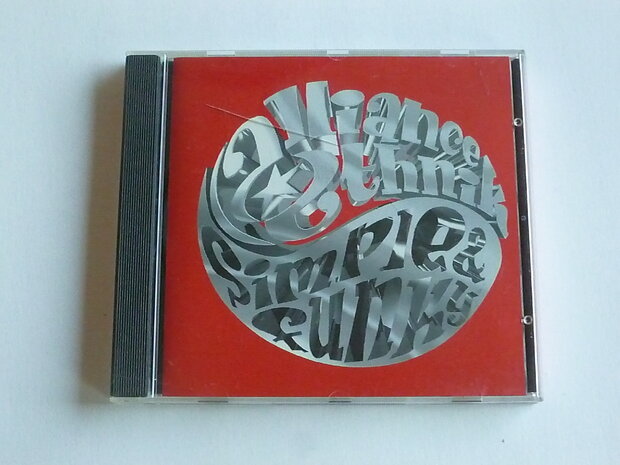 Alliance
Ethnik
Simple &
funky